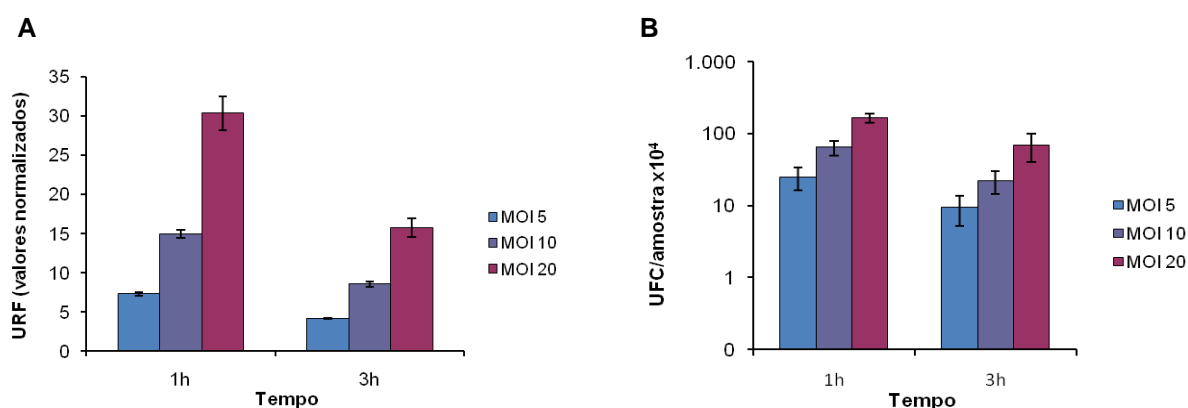 A
URF (valores normalizados)
35
30
25
20
15
10
5
0
1h
3h
Tempo
MOI 5
MOI 10
MOI 20
B
UFC/amostra x10⁴
1.000
100
10
1
0
1h
3h
Tempo
MOI 5
MOI 10
MOI 20